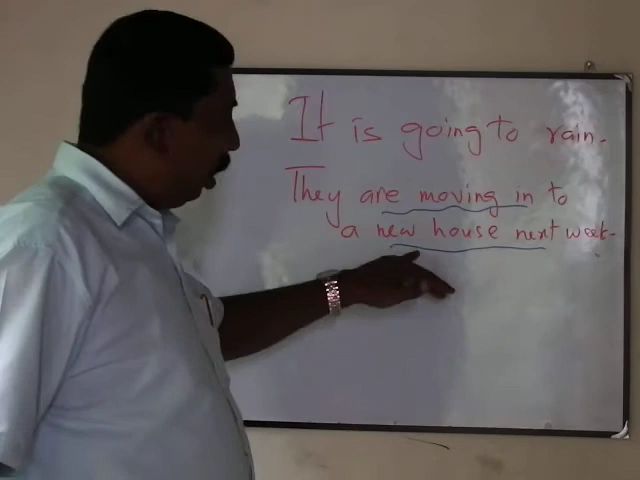 It is going to rain.
They are moving in to
a new house next week.